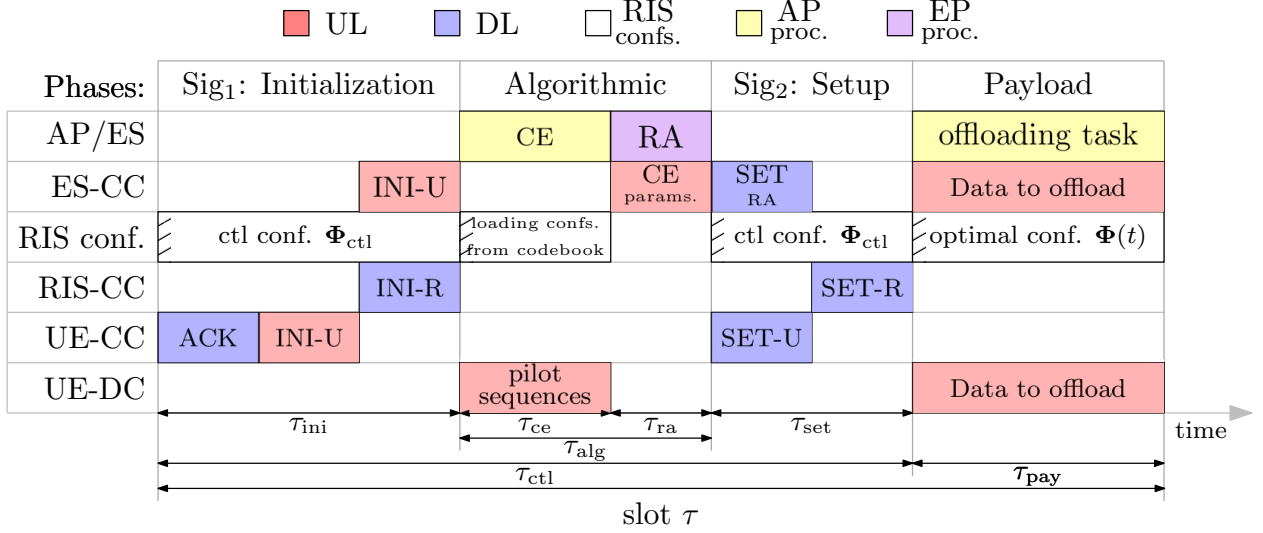 UL DL RIS confs. AP proc. EP proc.
Phases: Sig₁: Initialization Algorithmic Sig₂: Setup Payload
AP/ES CE RA offloading task
ES-CC INI-U CE params. SET RA Data to offload
RIS conf. ctl conf. Φ_ctl loading confs. from codebook ctl conf. Φ_ctl optimal conf. Φ(t)
RIS-CC INI-R SET-R
UE-CC ACK INI-U SET-U
UE-DC pilot sequences Data to offload
τ_ini τ_ce τ_ra τ_set time
τ_alg
τ_ctl τ_pay
slot τ